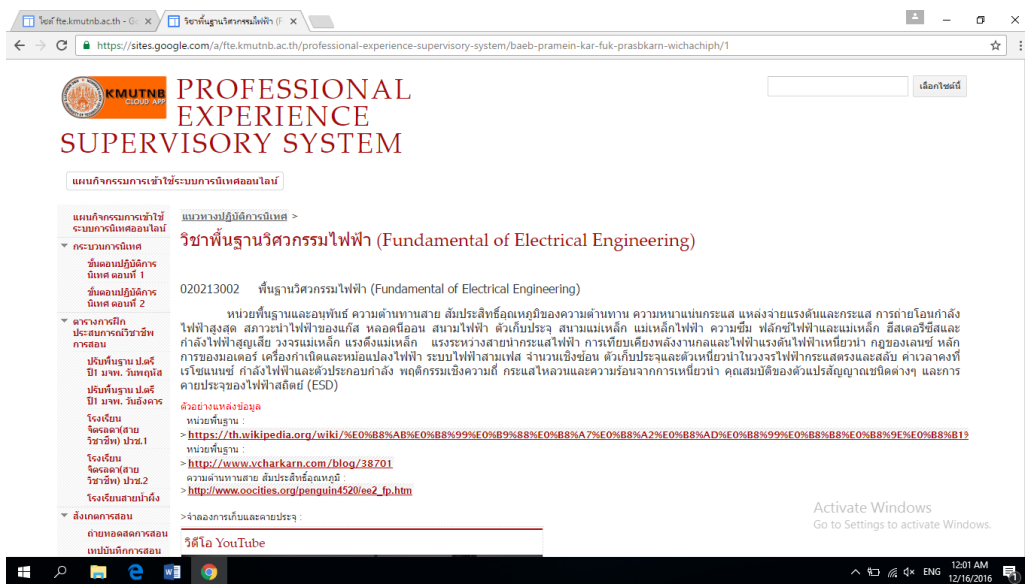 ไซต์ fte.kmutnb.ac.th - Go
วิชาพื้นฐานวิศวกรรมไฟฟ้า (F
https://sites.google.com/a/fte.kmutnb.ac.th/professional-experience-supervisory-system/baeb-pramein-kar-fuk-prasbkarn-wichachiph/1
KMUTNB
CLOUD APP
PROFESSIONAL
EXPERIENCE
SUPERVISORY SYSTEM
เลือกไซต์นี้
แผนกิจกรรมการเข้าใช้ระบบการนิเทศออนไลน์
แผนกิจกรรมการเข้าใช้
ระบบการนิเทศออนไลน์
กระบวนการนิเทศ
ขั้นตอนปฏิบัติการ
นิเทศ ตอนที่ 1
ขั้นตอนปฏิบัติการ
นิเทศ ตอนที่ 2
ตารางการฝึก
ประสบการณ์วิชาชีพ
การสอน
ปรับพื้นฐาน ป.ตรี
ปี1 มจพ. วันพฤหัส
ปรับพื้นฐาน ป.ตรี
ปี1 มจพ. วันอังคาร
โรงเรียน
จิตรลดา(สาย
วิชาชีพ) ปวช.1
โรงเรียน
จิตรลดา(สาย
วิชาชีพ) ปวช.2
โรงเรียนสายน้ำผึ้ง
สังเกตการสอน
ถ่ายทอดสดการสอน
เทปบันทึกการสอน
แนวทางปฏิบัติการนิเทศ >
วิชาพื้นฐานวิศวกรรมไฟฟ้า (Fundamental of Electrical Engineering)
020213002 พื้นฐานวิศวกรรมไฟฟ้า (Fundamental of Electrical Engineering)
หน่วยพื้นฐานและอนุพันธ์ ความต้านทานสาย สัมประสิทธิ์อุณหภูมิของความต้านทาน ความหนาแน่นกระแส แหล่งจ่ายแรงดันและกระแส การถ่ายโอนกำลัง
ไฟฟ้าสูงสุด สภาวะนำไฟฟ้าของแก๊ส หลอดนีออน สนามไฟฟ้า ตัวเก็บประจุ สนามแม่เหล็ก แม่เหล็กไฟฟ้า ความซึม ฟลักซ์ไฟฟ้าและแม่เหล็ก ฮีสเตอรีซีสและ
กำลังไฟฟ้าสูญเสีย วงจรแม่เหล็ก แรงดึงแม่เหล็ก แรงระหว่างสายนำกระแสไฟฟ้า การเทียบเคียงพลังงานกลและไฟฟ้าแรงดันไฟฟ้าเหนี่ยวนำ กฎของเลนซ์ หลัก
การของมอเตอร์ เครื่องกำเนิดและหม้อแปลงไฟฟ้า ระบบไฟฟ้าสามเฟส จำนวนเชิงซ้อน ตัวเก็บประจุและตัวเหนี่ยวนำในวงจรไฟฟ้ากระแสตรงและสลับ ค่าเวลาคงที่
เรโซแนนซ์ กำลังไฟฟ้าและตัวประกอบกำลัง พฤติกรรมเชิงความถี่ กระแสไหลวนและความร้อนจากการเหนี่ยวนำ คุณสมบัติของตัวแปรสัญญาณชนิดต่างๆ และการ
คายประจุของไฟฟ้าสถิตย์ (ESD)
ตัวอย่างแหล่งข้อมูล
หน่วยพื้นฐาน :
>https://th.wikipedia.org/wiki/%E0%B8%AB%E0%B8%99%E0%B9%88%E0%B8%A7%E0%B8%A2%E0%B8%AD%E0%B8%99%E0%B8%B8%E0%B8%9E%E0%B8%B1%
หน่วยพื้นฐาน :
>http://www.vcharkarn.com/blog/38701
ความต้านทานสาย สัมประสิทธิ์อุณหภูมิ :
>http://www.oocities.org/penguin4520/ee2_fp.htm
>จำลองการเก็บและคายประจุ :
วิดีโอ YouTube
Activate Windows
Go to Settings to activate Windows.
ENG
12:01 AM
12/16/2016